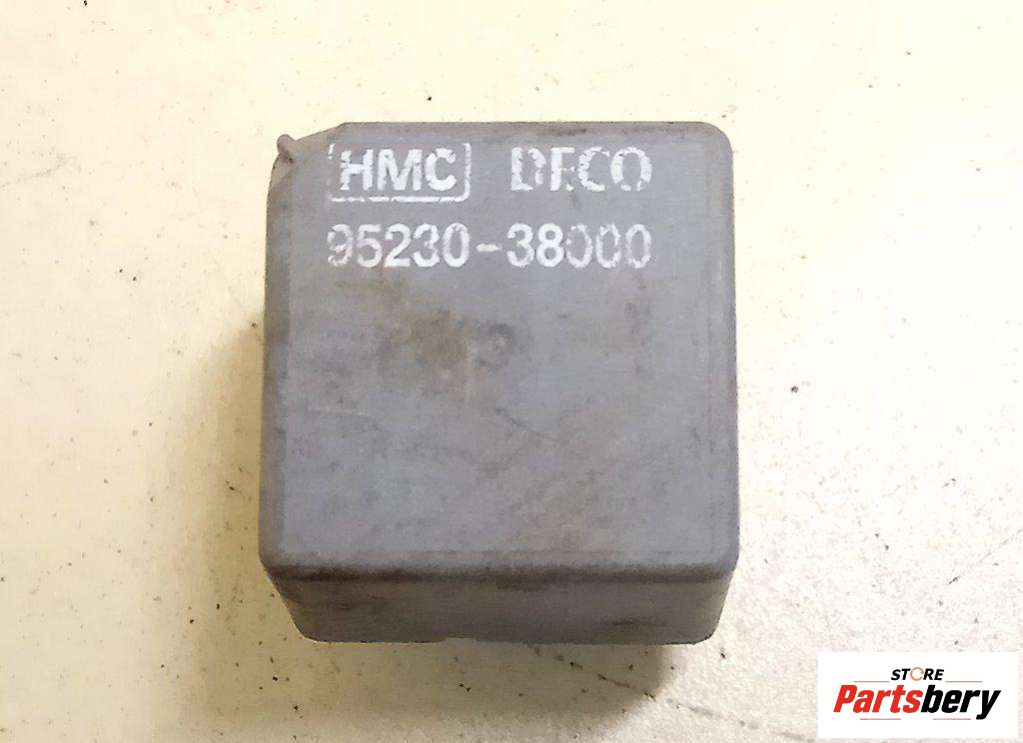 HMC DECO
95230-38000
STORE
Partsbery